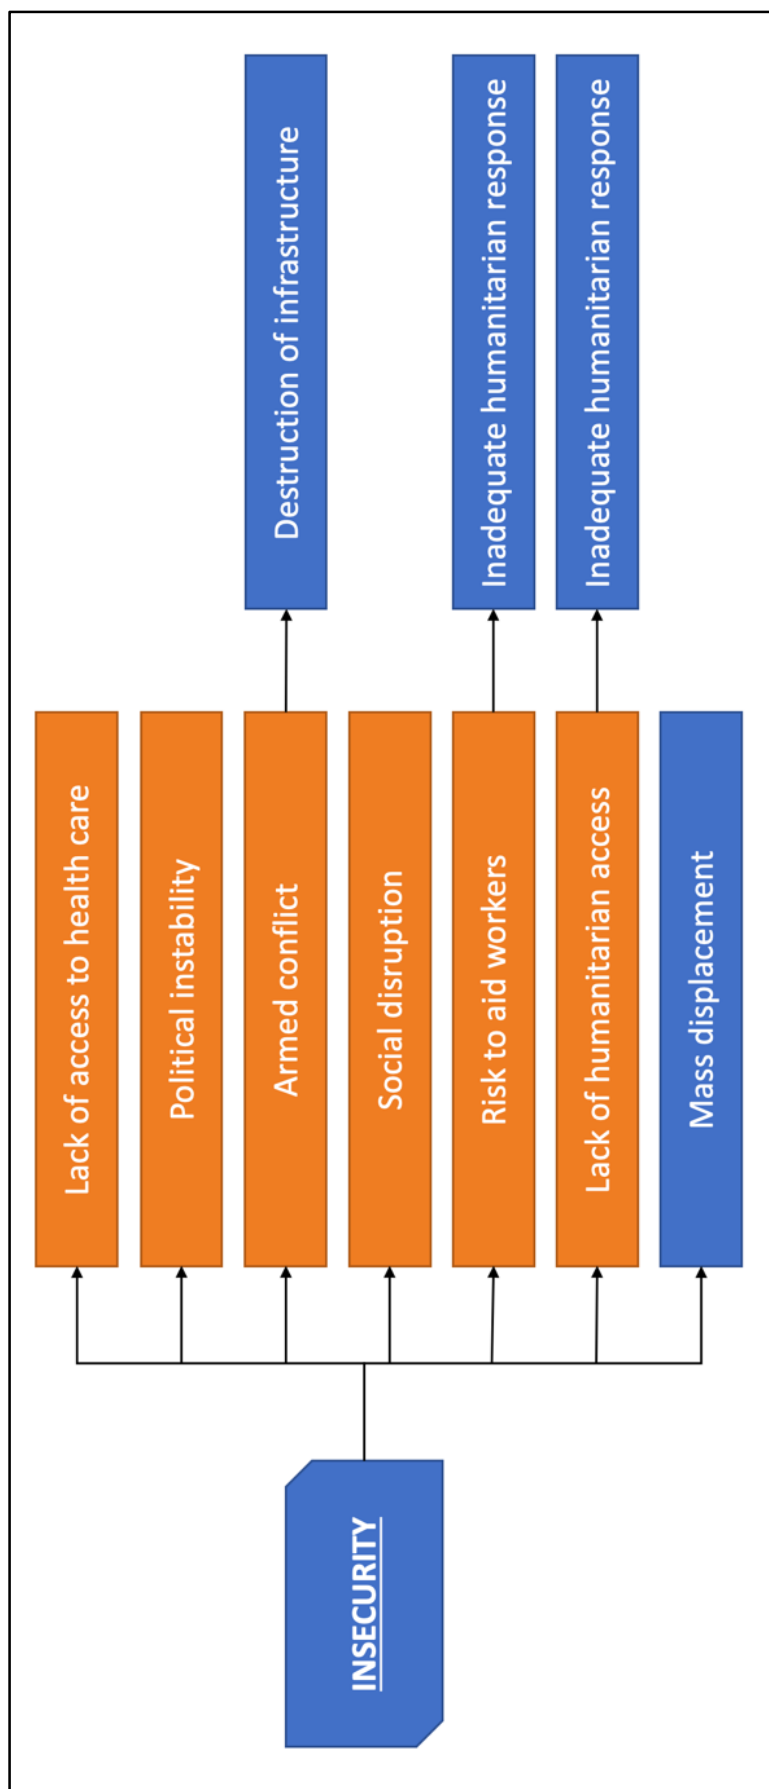 INSECURITY
Lack of access to health care
Political instability
Armed conflict
Destruction of infrastructure
Social disruption
Risk to aid workers
Inadequate humanitarian response
Lack of humanitarian access
Inadequate humanitarian response
Mass displacement